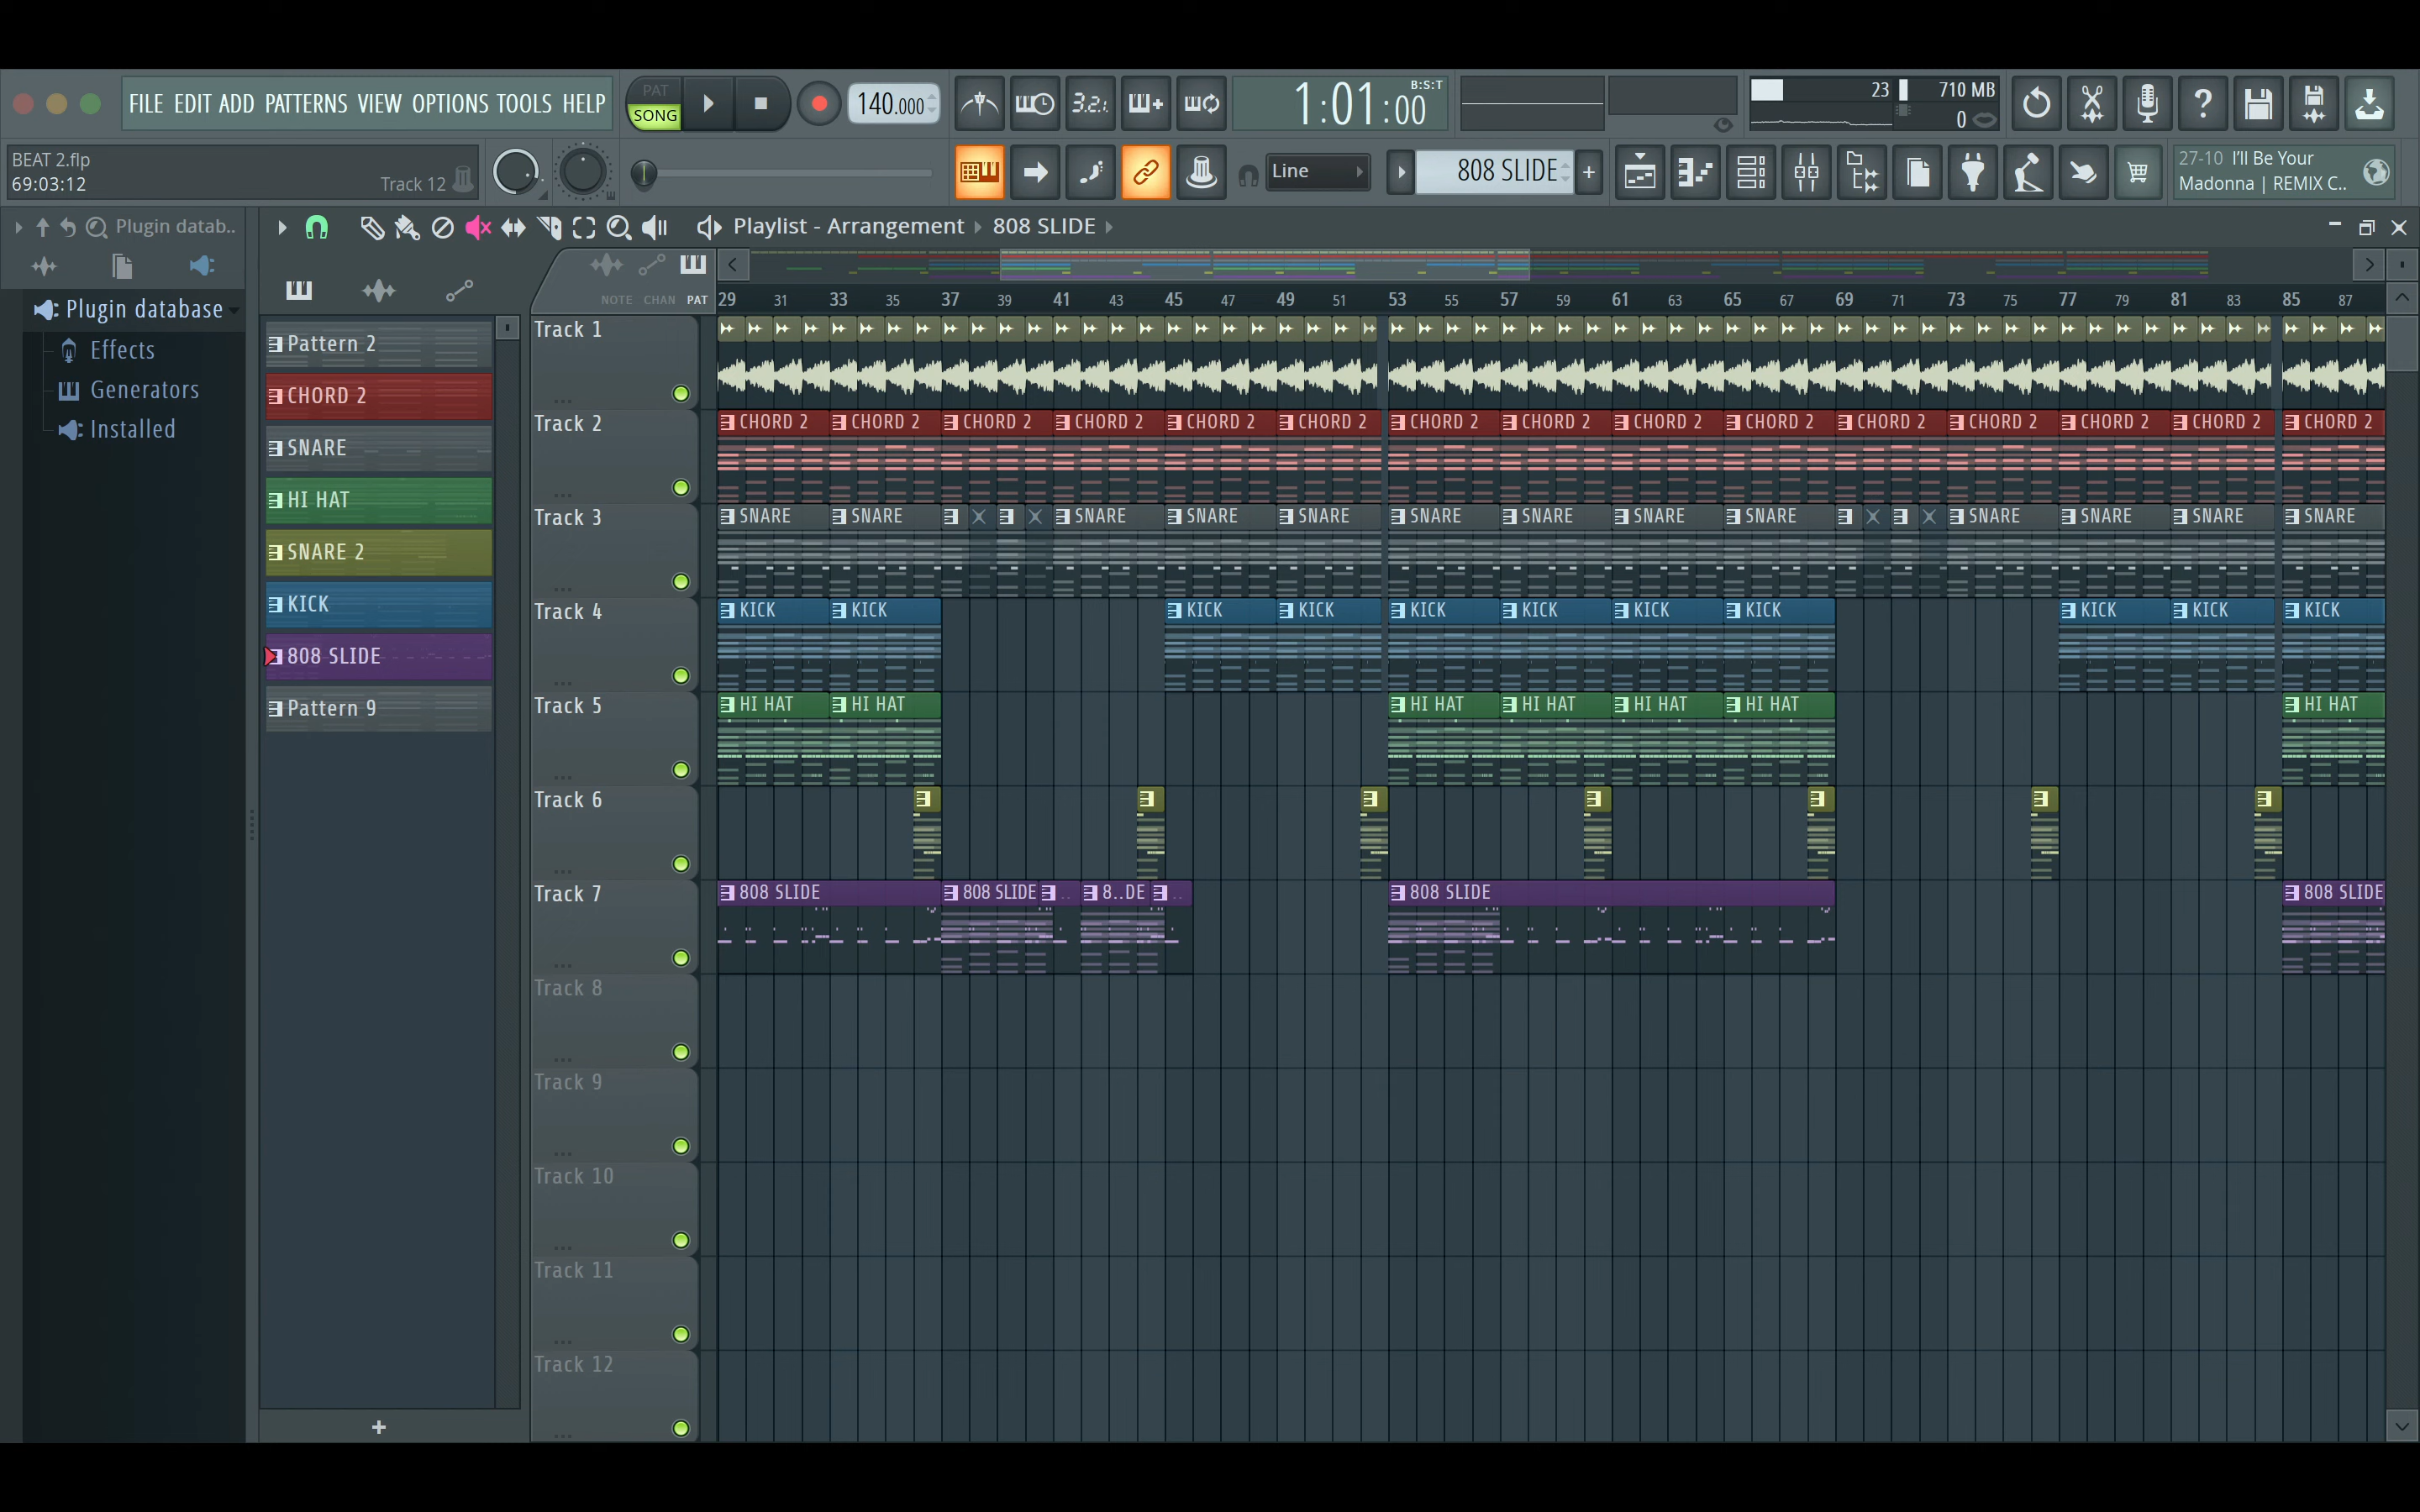 FILE EDIT ADD PATTERNS VIEW OPTIONS TOOLS HELP
PAT
SONG
140.000
3.2.1.
1:01:00
B:S:T
23
710 MB
0
BEAT 2.flp
69:03:12
Track 12
Line
808 SLIDE
+
27-10 I'll Be Your
Madonna | REMIX C..
Plugin datab..
Playlist - Arrangement
808 SLIDE
Plugin database
Effects
Generators
Installed
NOTE CHAN PAT
29 31 33 35 37 39 41 43 45 47 49 51 53 55 57 59 61 63 65 67 69 71 73 75 77 79 81 83 85 87
Pattern 2
CHORD 2
SNARE
HI HAT
SNARE 2
KICK
808 SLIDE
Pattern 9
+
Track 1
Track 2
CHORD 2 CHORD 2 CHORD 2 CHORD 2 CHORD 2 CHORD 2 CHORD 2 CHORD 2 CHORD 2 CHORD 2 CHORD 2 CHORD 2 CHORD 2 CHORD 2 CHORD 2
Track 3
SNARE SNARE SNARE SNARE SNARE SNARE SNARE SNARE SNARE SNARE SNARE SNARE SNARE
Track 4
KICK KICK KICK KICK KICK KICK KICK KICK KICK KICK KICK
Track 5
HI HAT HI HAT HI HAT HI HAT HI HAT HI HAT HI HAT
Track 6
Track 7
808 SLIDE 808 SLIDE .. 8..DE .. 808 SLIDE 808 SLIDE
Track 8
Track 9
Track 10
Track 11
Track 12